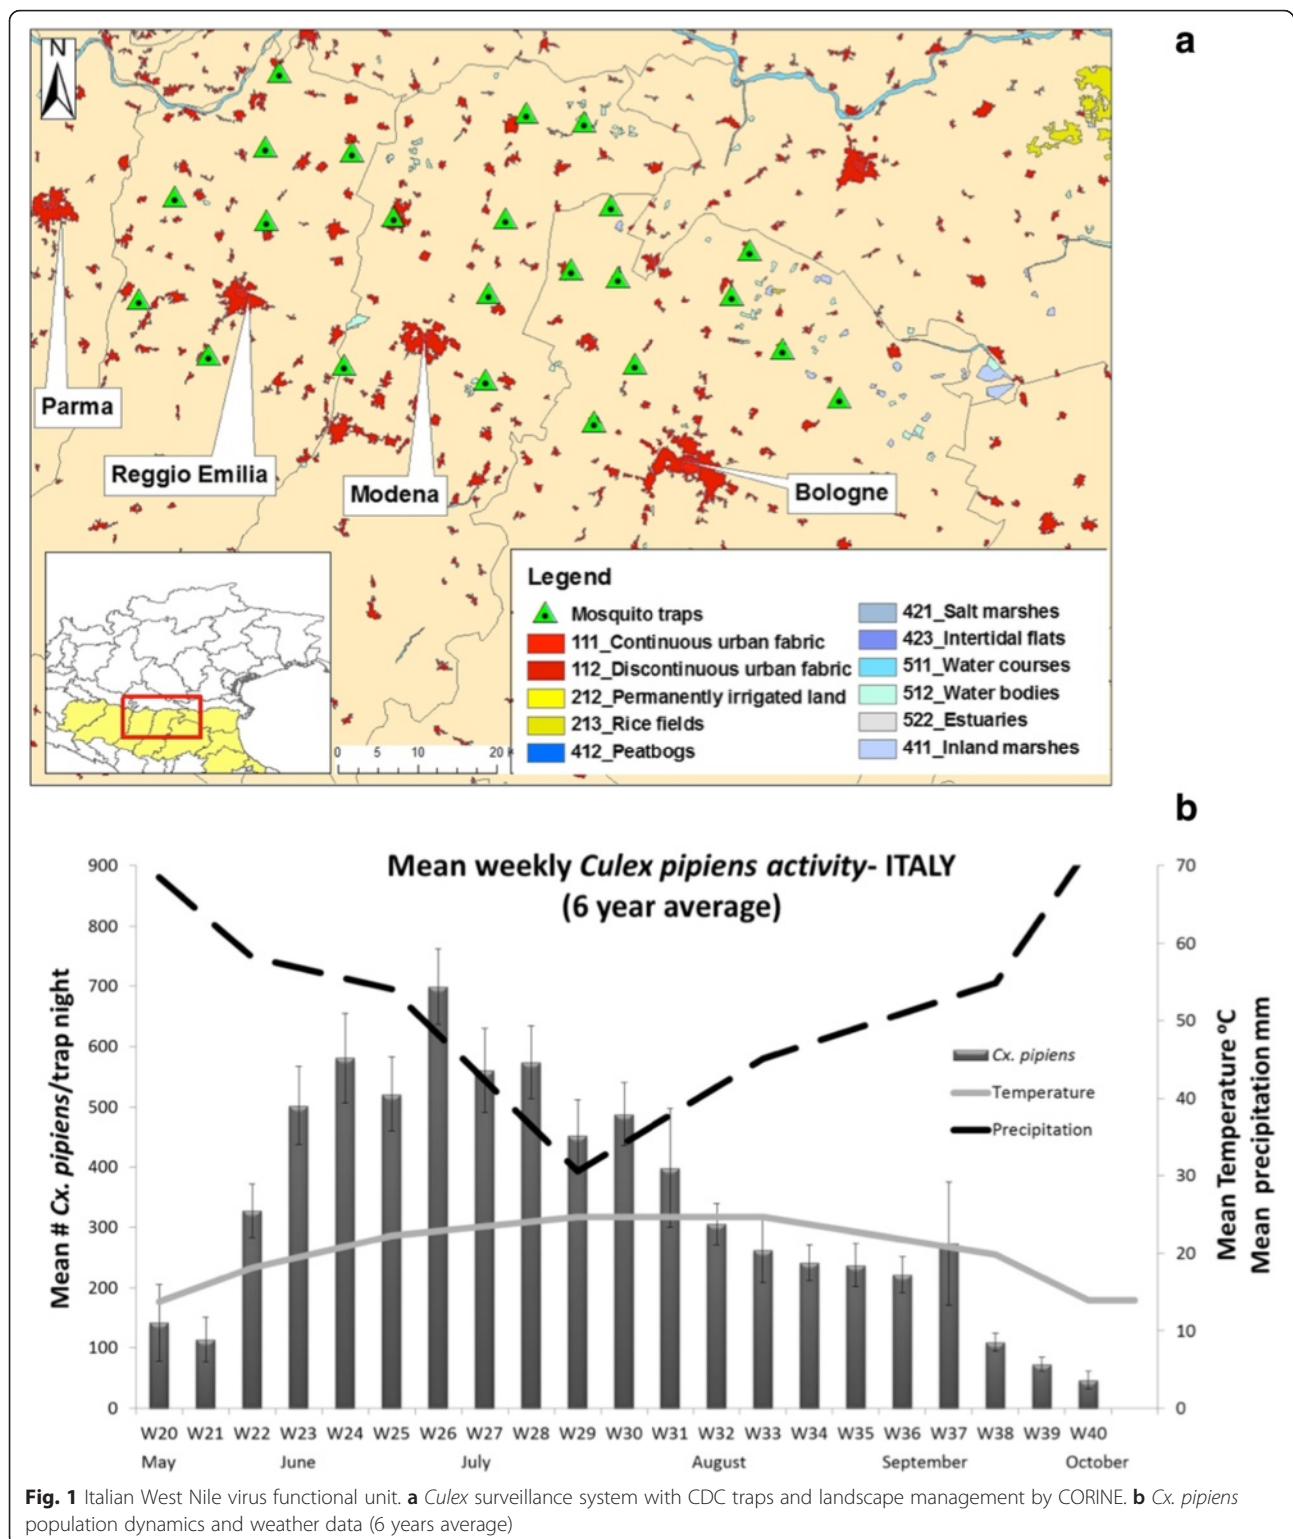 a
N
Parma
Reggio Emilia
Modena
Bologne
Legend
Mosquito traps
111_Continuous urban fabric
112_Discontinuous urban fabric
212_Permanently irrigated land
213_Rice fields
412_Peatbogs
421_Salt marshes
423_Intertidal flats
511_Water courses
512_Water bodies
522_Estuaries
411_Inland marshes
0 5 10 20
b
Mean weekly Culex pipiens activity- ITALY
(6 year average)
Mean # Cx. pipiens/trap night
900
800
700
600
500
400
300
200
100
0
70
60
50
40
30
20
10
0
Mean Temperature ºC
Mean precipitation mm
Cx. pipiens
Temperature
Precipitation
W20 W21 W22 W23 W24 W25 W26 W27 W28 W29 W30 W31 W32 W33 W34 W35 W36 W37 W38 W39 W40
May June July August September October
Fig. 1 Italian West Nile virus functional unit. a Culex surveillance system with CDC traps and landscape management by CORINE. b Cx. pipiens
population dynamics and weather data (6 years average)